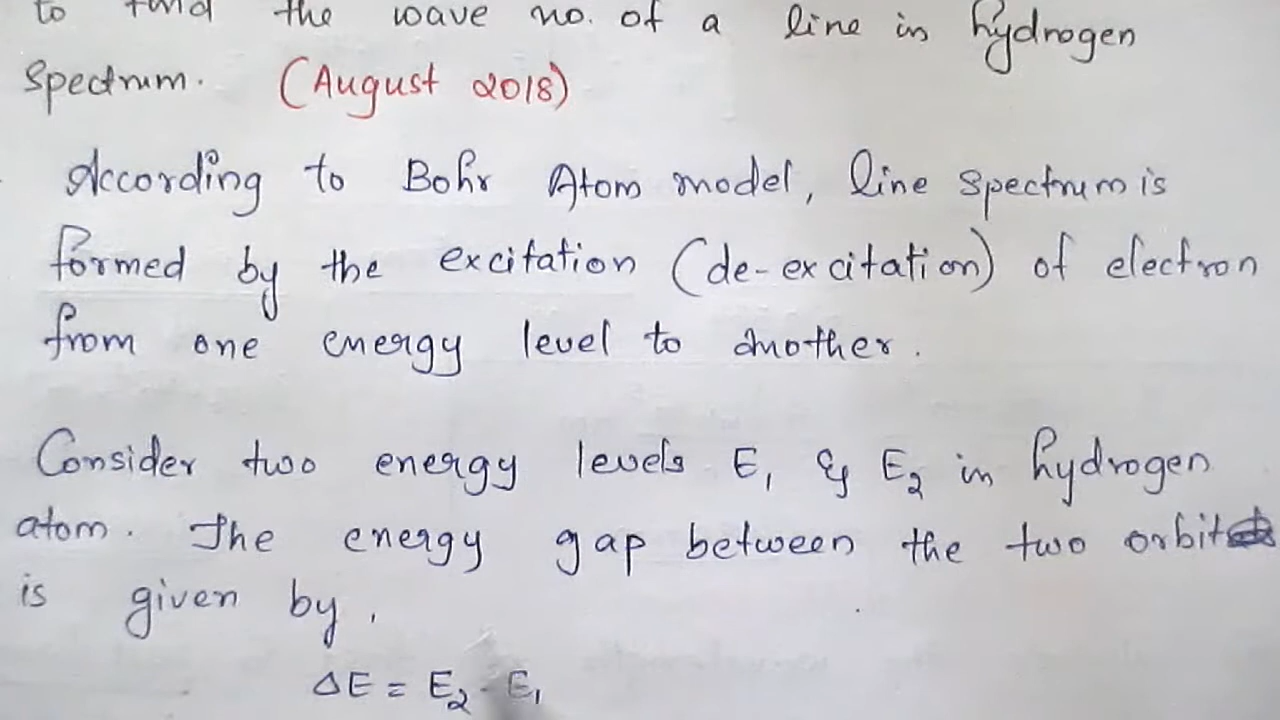 to find the wave no. of a line in hydrogen
Spectrum. (August 2018)
According to Bohr Atom model, line spectrum is
formed by the excitation (de-excitation) of electron
from one energy level to another.
Consider two energy levels E₁ & E₂ in hydrogen
atom. The energy gap between the two orbit
is given by,
ΔE = E₂ - E₁